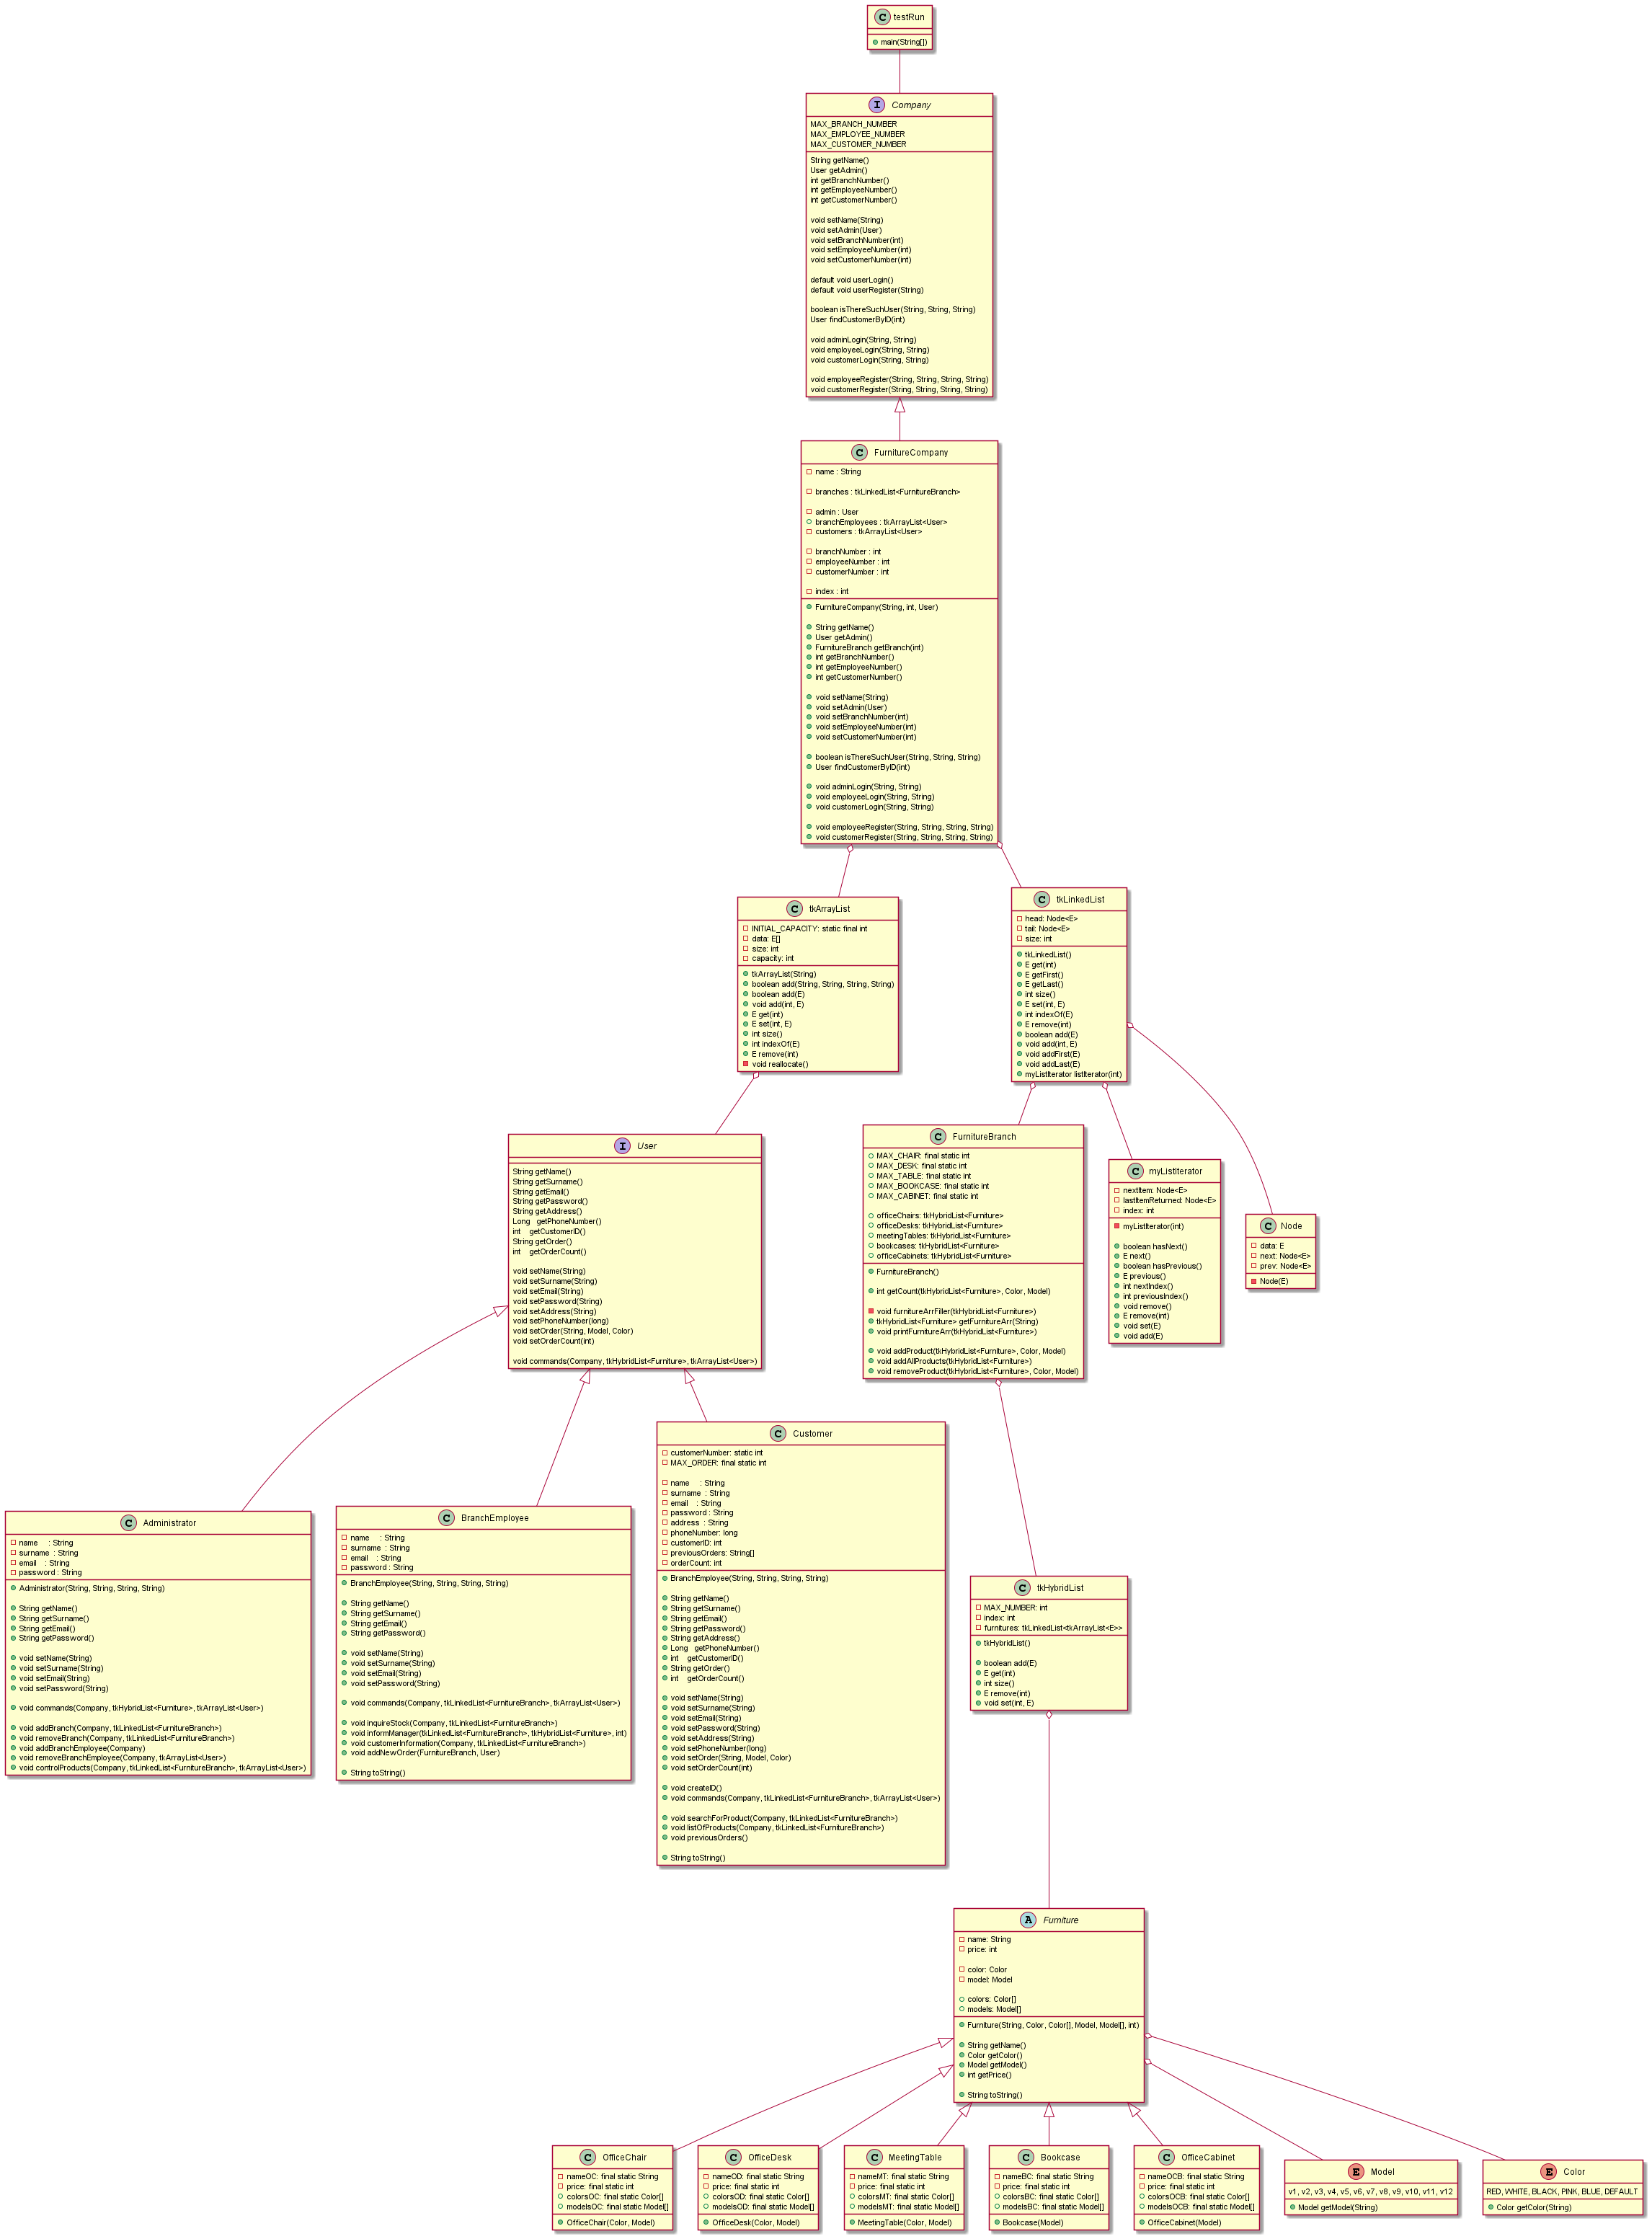 testRun
main(String[])
Company
MAX_BRANCH_NUMBER
MAX_EMPLOYEE_NUMBER
MAX_CUSTOMER_NUMBER
String getName()
User getAdmin()
int getBranchNumber()
int getEmployeeNumber()
int getCustomerNumber()
void setName(String)
void setAdmin(User)
void setBranchNumber(int)
void setEmployeeNumber(int)
void setCustomerNumber(int)
default void userLogin()
default void userRegister(String)
boolean isThereSuchUser(String, String, String)
User findCustomerByID(int)
void adminLogin(String, String)
void employeeLogin(String, String)
void customerLogin(String, String)
void employeeRegister(String, String, String, String)
void customerRegister(String, String, String, String)
FurnitureCompany
name : String
branches : tkLinkedList<FurnitureBranch>
admin : User
branchEmployees : tkArrayList<User>
customers : tkArrayList<User>
branchNumber : int
employeeNumber : int
customerNumber : int
index : int
FurnitureCompany(String, int, User)
String getName()
User getAdmin()
FurnitureBranch getBranch(int)
int getBranchNumber()
int getEmployeeNumber()
int getCustomerNumber()
void setName(String)
void setAdmin(User)
void setBranchNumber(int)
void setEmployeeNumber(int)
void setCustomerNumber(int)
boolean isThereSuchUser(String, String, String)
User findCustomerByID(int)
void adminLogin(String, String)
void employeeLogin(String, String)
void customerLogin(String, String)
void employeeRegister(String, String, String, String)
void customerRegister(String, String, String, String)
tkArrayList
INITIAL_CAPACITY: static final int
data: E[]
size: int
capacity: int
tkArrayList(String)
boolean add(String, String, String, String)
boolean add(E)
void add(int, E)
E get(int)
E set(int, E)
int size()
int indexOf(E)
E remove(int)
void reallocate()
tkLinkedList
head: Node<E>
tail: Node<E>
size: int
tkLinkedList()
E get(int)
E getFirst()
E getLast()
int size()
E set(int, E)
int indexOf(E)
E remove(int)
boolean add(E)
void add(int, E)
void addFirst(E)
void addLast(E)
myListIterator listIterator(int)
User
String getName()
String getSurname()
String getEmail()
String getPassword()
String getAddress()
Long getPhoneNumber()
int getCustomerID()
String getOrder()
int getOrderCount()
void setName(String)
void setSurname(String)
void setEmail(String)
void setPassword(String)
void setAddress(String)
void setPhoneNumber(long)
void setOrder(String, Model, Color)
void setOrderCount(int)
void commands(Company, tkHybridList<Furniture>, tkArrayList<User>)
FurnitureBranch
MAX_CHAIR: final static int
MAX_DESK: final static int
MAX_TABLE: final static int
MAX_BOOKCASE: final static int
MAX_CABINET: final static int
officeChairs: tkHybridList<Furniture>
officeDesks: tkHybridList<Furniture>
meetingTables: tkHybridList<Furniture>
bookcases: tkHybridList<Furniture>
officeCabinets: tkHybridList<Furniture>
FurnitureBranch()
int getCount(tkHybridList<Furniture>, Color, Model)
void furnitureArrFiller(tkHybridList<Furniture>)
tkHybridList<Furniture> getFurnitureArr(String)
void printFurnitureArr(tkHybridList<Furniture>)
void addProduct(tkHybridList<Furniture>, Color, Model)
void addAllProducts(tkHybridList<Furniture>)
void removeProduct(tkHybridList<Furniture>, Color, Model)
myListIterator
nextItem: Node<E>
lastItemReturned: Node<E>
index: int
myListIterator(int)
boolean hasNext()
E next()
boolean hasPrevious()
E previous()
int nextIndex()
int previousIndex()
void remove()
E remove(int)
void set(E)
void add(E)
Node
data: E
next: Node<E>
prev: Node<E>
Node(E)
Administrator
name : String
surname : String
email : String
password : String
Administrator(String, String, String, String)
String getName()
String getSurname()
String getEmail()
String getPassword()
void setName(String)
void setSurname(String)
void setEmail(String)
void setPassword(String)
void commands(Company, tkHybridList<Furniture>, tkArrayList<User>)
void addBranch(Company, tkLinkedList<FurnitureBranch>)
void removeBranch(Company, tkLinkedList<FurnitureBranch>)
void addBranchEmployee(Company)
void removeBranchEmployee(Company, tkArrayList<User>)
void controlProducts(Company, tkLinkedList<FurnitureBranch>, tkArrayList<User>)
BranchEmployee
name : String
surname : String
email : String
password : String
BranchEmployee(String, String, String, String)
String getName()
String getSurname()
String getEmail()
String getPassword()
void setName(String)
void setSurname(String)
void setEmail(String)
void setPassword(String)
void commands(Company, tkLinkedList<FurnitureBranch>, tkArrayList<User>)
void inquireStock(Company, tkLinkedList<FurnitureBranch>)
void informManager(tkLinkedList<FurnitureBranch>, tkHybridList<Furniture>, int)
void customerInformation(Company, tkLinkedList<FurnitureBranch>)
void addNewOrder(FurnitureBranch, User)
String toString()
Customer
customerNumber: static int
MAX_ORDER: final static int
name : String
surname : String
email : String
password : String
address : String
phoneNumber: long
customerID: int
previousOrders: String[]
orderCount: int
BranchEmployee(String, String, String, String)
String getName()
String getSurname()
String getEmail()
String getPassword()
String getAddress()
Long getPhoneNumber()
int getCustomerID()
String getOrder()
int getOrderCount()
void setName(String)
void setSurname(String)
void setEmail(String)
void setPassword(String)
void setAddress(String)
void setPhoneNumber(long)
void setOrder(String, Model, Color)
void setOrderCount(int)
void createID()
void commands(Company, tkLinkedList<FurnitureBranch>, tkArrayList<User>)
void searchForProduct(Company, tkLinkedList<FurnitureBranch>)
void listOfProducts(Company, tkLinkedList<FurnitureBranch>)
void previousOrders()
String toString()
tkHybridList
MAX_NUMBER: int
index: int
furnitures: tkLinkedList<tkArrayList<E>>
tkHybridList()
boolean add(E)
E get(int)
int size()
E remove(int)
void set(int, E)
Furniture
name: String
price: int
color: Color
model: Model
colors: Color[]
models: Model[]
Furniture(String, Color, Color[], Model, Model[], int)
String getName()
Color getColor()
Model getModel()
int getPrice()
String toString()
OfficeChair
nameOC: final static String
price: final static int
colorsOC: final static Color[]
modelsOC: final static Model[]
OfficeChair(Color, Model)
OfficeDesk
nameOD: final static String
price: final static int
colorsOD: final static Color[]
modelsOD: final static Model[]
OfficeDesk(Color, Model)
MeetingTable
nameMT: final static String
price: final static int
colorsMT: final static Color[]
modelsMT: final static Model[]
MeetingTable(Color, Model)
Bookcase
nameBC: final static String
price: final static int
colorsBC: final static Color[]
modelsBC: final static Model[]
Bookcase(Model)
OfficeCabinet
nameOCB: final static String
price: final static int
colorsOCB: final static Color[]
modelsOCB: final static Model[]
OfficeCabinet(Model)
Model
v1, v2, v3, v4, v5, v6, v7, v8, v9, v10, v11, v12
Model getModel(String)
Color
RED, WHITE, BLACK, PINK, BLUE, DEFAULT
Color getColor(String)